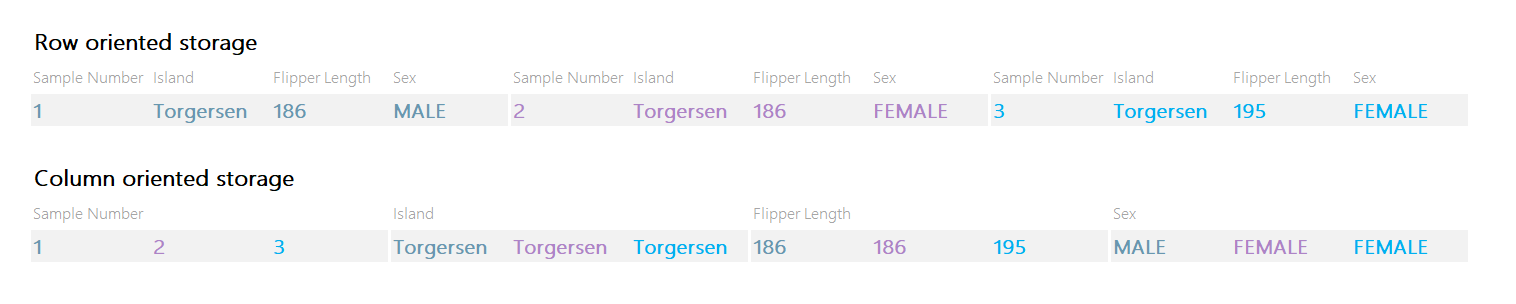 Row oriented storage
Sample Number Island Flipper Length Sex Sample Number Island Flipper Length Sex Sample Number Island Flipper Length Sex
1 Torgersen 186 MALE 2 Torgersen 186 FEMALE 3 Torgersen 195 FEMALE
Column oriented storage
Sample Number Island Flipper Length Sex
1 2 3 Torgersen Torgersen Torgersen 186 186 195 MALE FEMALE FEMALE